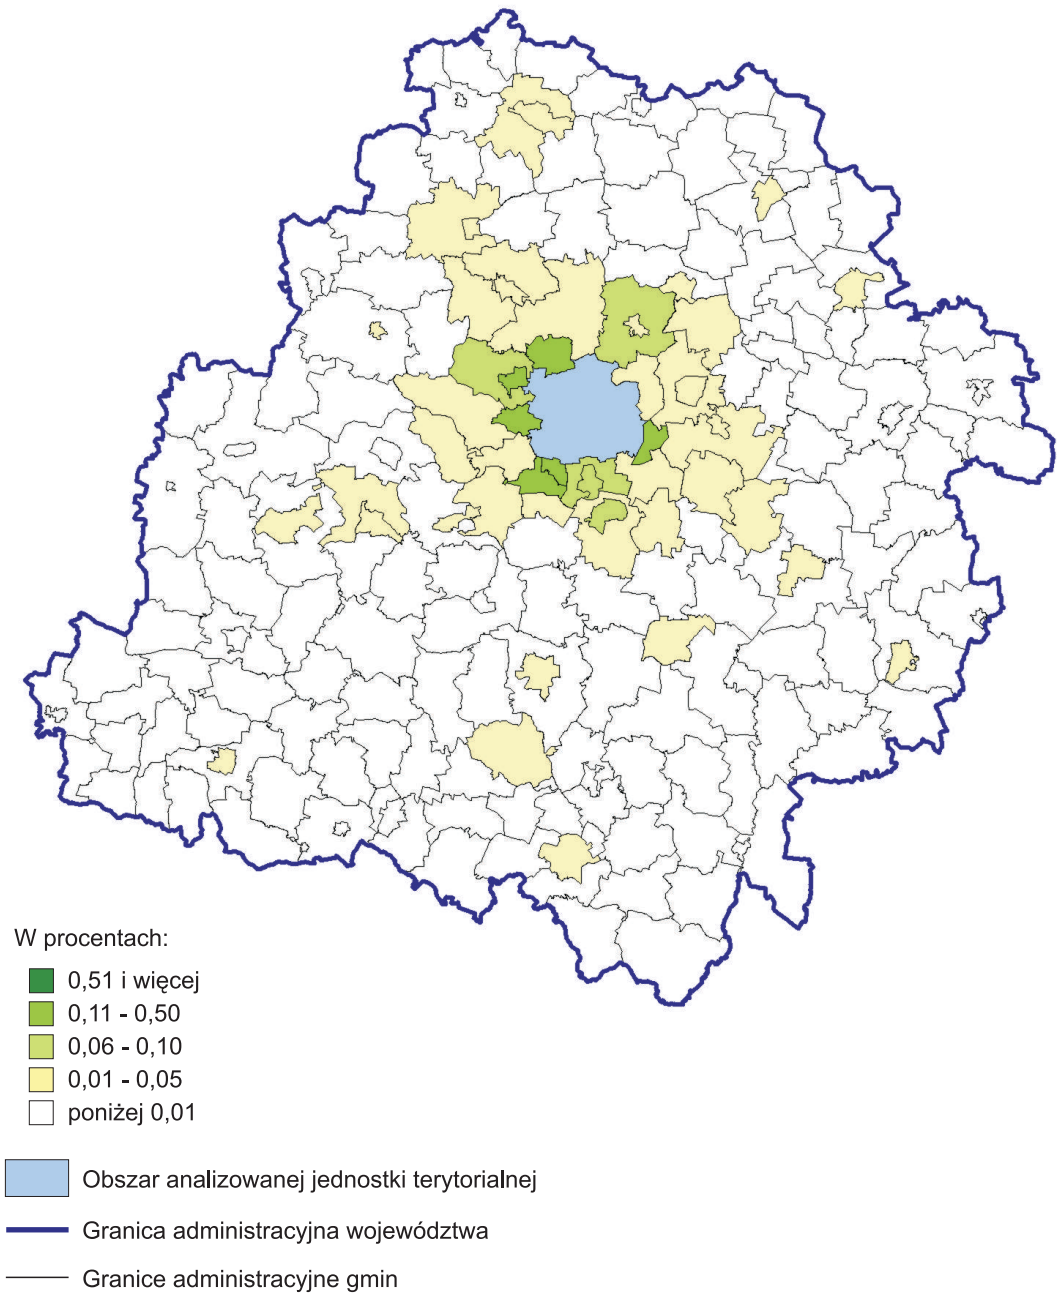 W procentach:
0,51 i więcej
0,11 - 0,50
0,06 - 0,10
0,01 - 0,05
poniżej 0,01
Obszar analizowanej jednostki terytorialnej
Granica administracyjna województwa
Granice administracyjne gmin